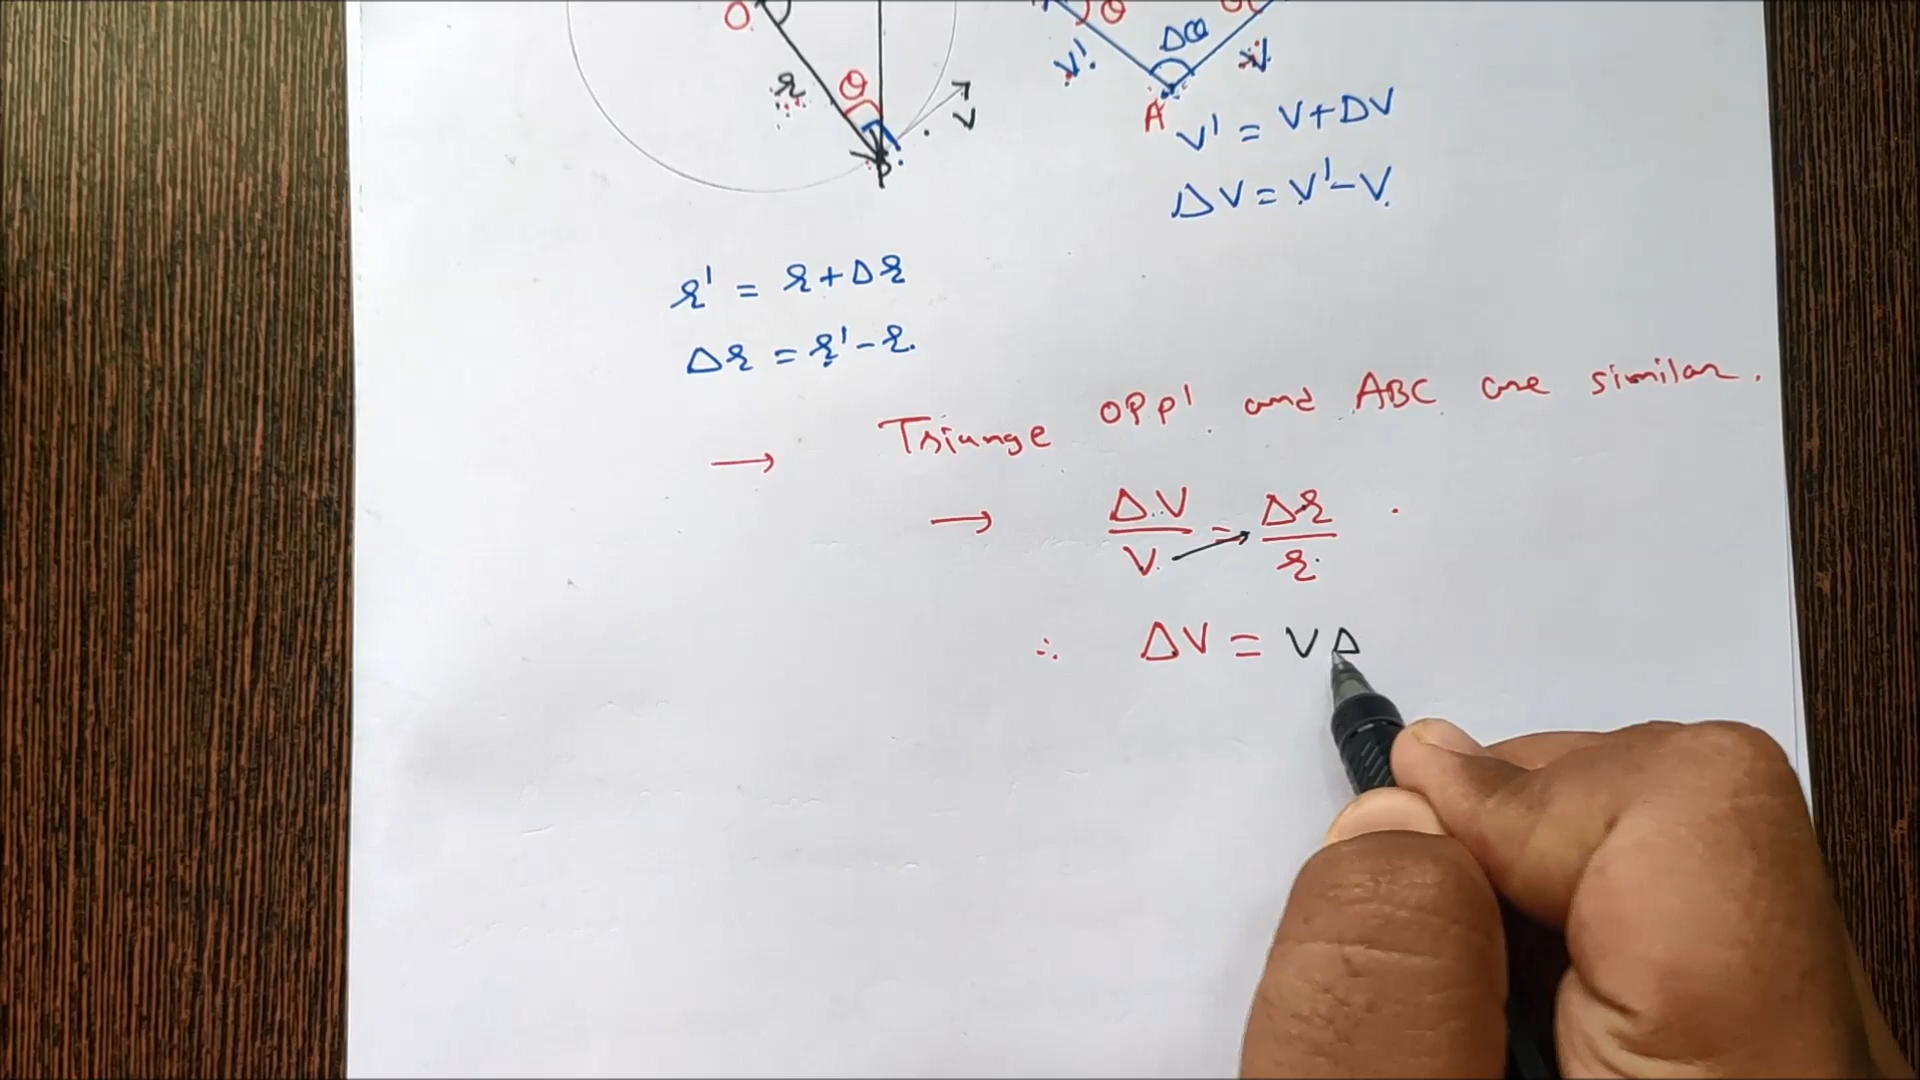 O θ
r θ v
θ Δθ
v' v
A
v' = v+Δv
Δv = v'-v
r' = r+Δr
Δr = r'-r
→ Triange OPP' and ABC are similar.
→ Δv/v = Δr/r
∴ Δv = vΔ